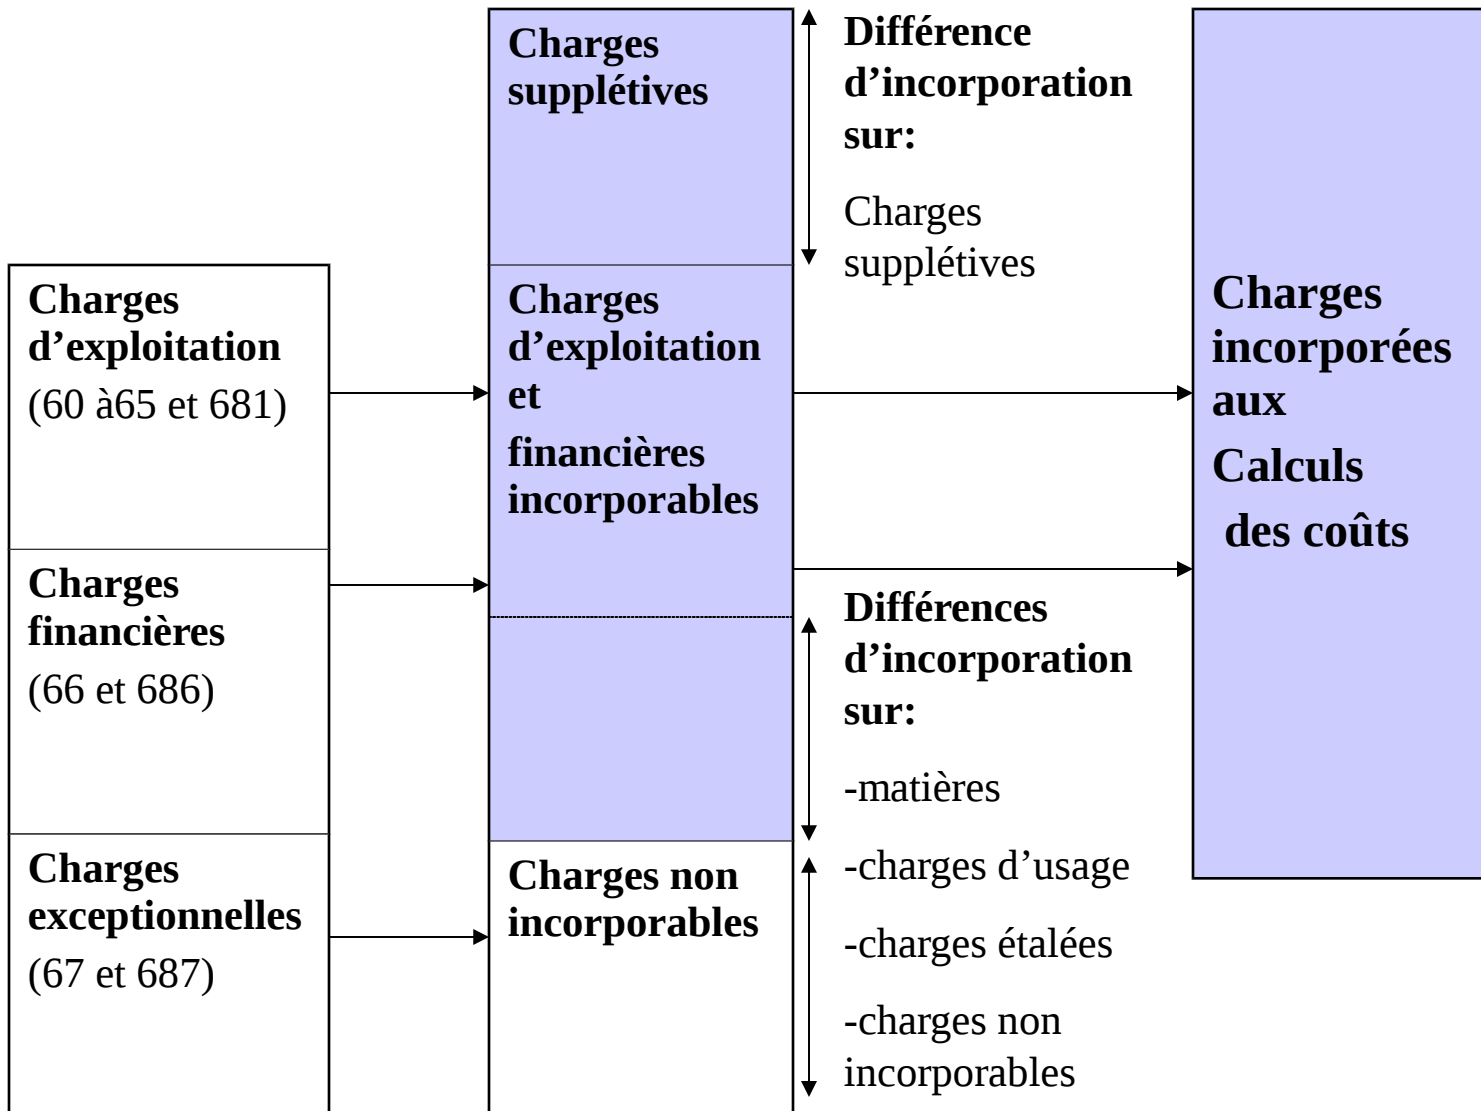 Charges
d’exploitation
(60 à65 et 681)
Charges
financières
(66 et 686)
Charges
exceptionnelles
(67 et 687)
Charges
supplétives
Charges
d’exploitation
et
financières
incorporables
Charges non
incorporables
Différence
d’incorporation
sur:
Charges
supplétives
Différences
d’incorporation
sur:
-matières
-charges d’usage
-charges étalées
-charges non
incorporables
Charges
incorporées
aux
Calculs
des coûts